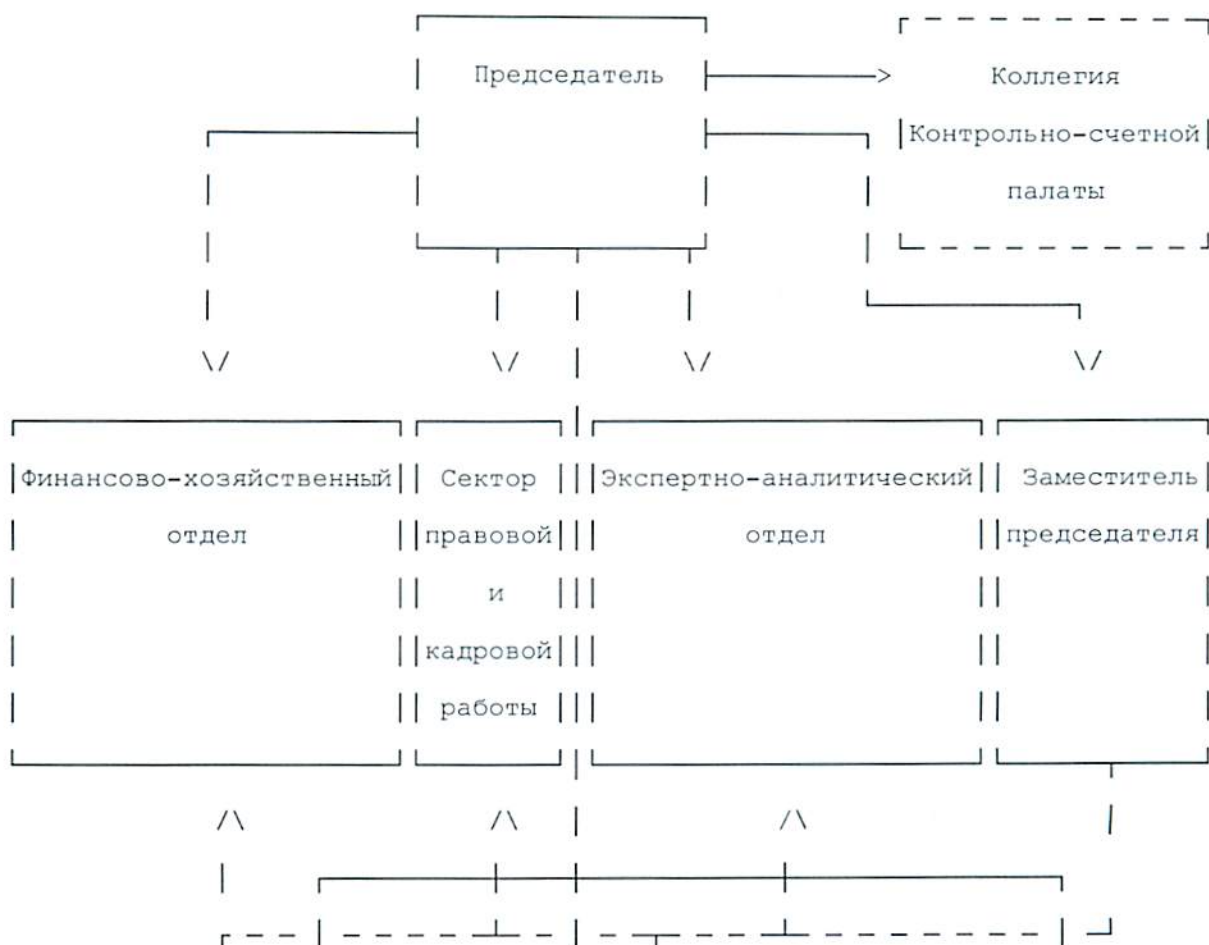 Председатель Коллегия
Контрольно-счетной
палаты
Финансово-хозяйственный Сектор Экспертно-аналитический Заместитель
отдел правовой отдел председателя
и
кадровой
работы